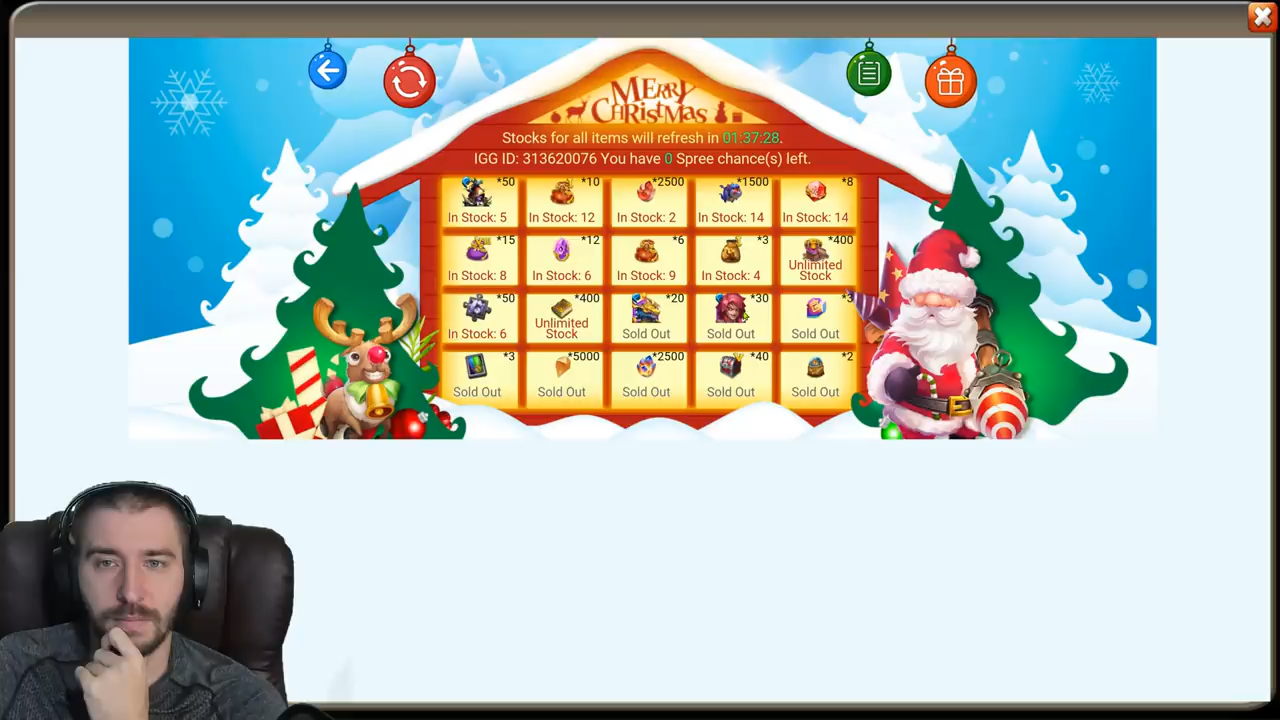 MERRY
CHRISTMAS
Stocks for all items will refresh in 01:37:28.
IGG ID: 313620076 You have 0 Spree chance(s) left.
*50 *10 *2500 *1500 *8
In Stock: 5 In Stock: 12 In Stock: 2 In Stock: 14 In Stock: 14
*15 *12 *6 *3 *400
In Stock: 8 In Stock: 6 In Stock: 9 In Stock: 4 Unlimited Stock
*50 *400 *20 *30 *3
In Stock: 6 Unlimited Stock Sold Out Sold Out Sold Out
*3 *5000 *2500 *40 *2
Sold Out Sold Out Sold Out Sold Out Sold Out